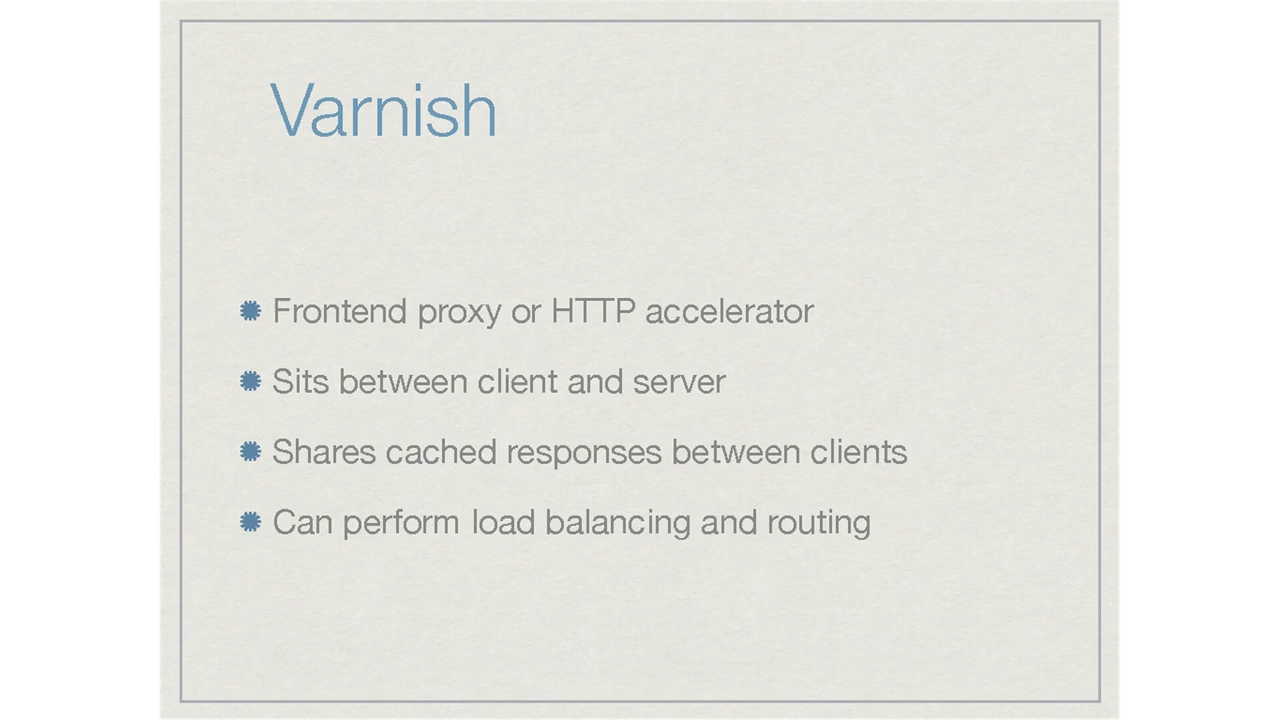 Varnish
Frontend proxy or HTTP accelerator
Sits between client and server
Shares cached responses between clients
Can perform load balancing and routing